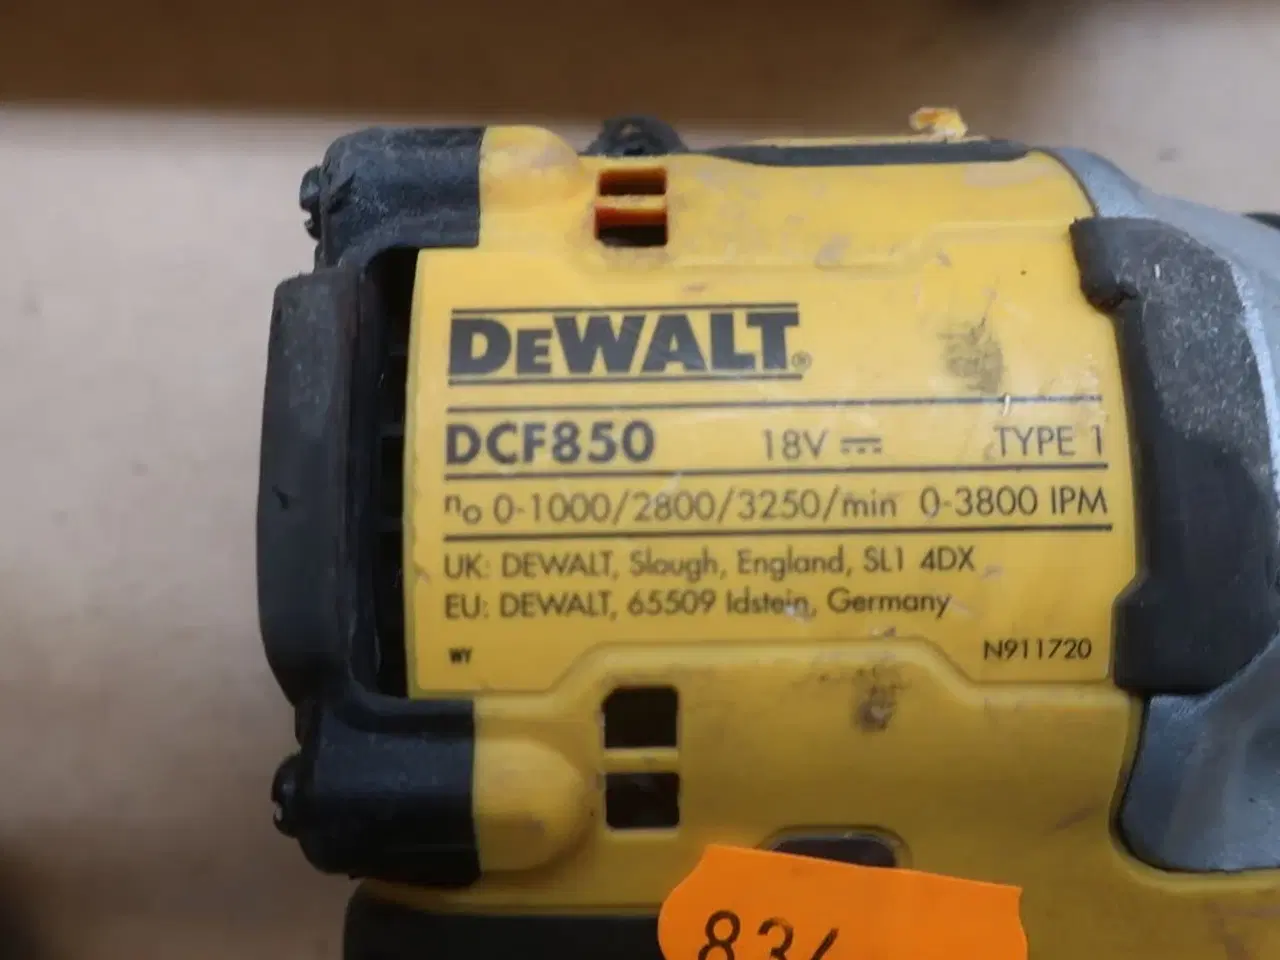 DEWALT®
DCF850 18V TYPE 1
no 0-1000/2800/3250/min 0-3800 IPM
UK: DEWALT, Slough, England, SL1 4DX
EU: DEWALT, 65509 Idstein, Germany
WY N911720